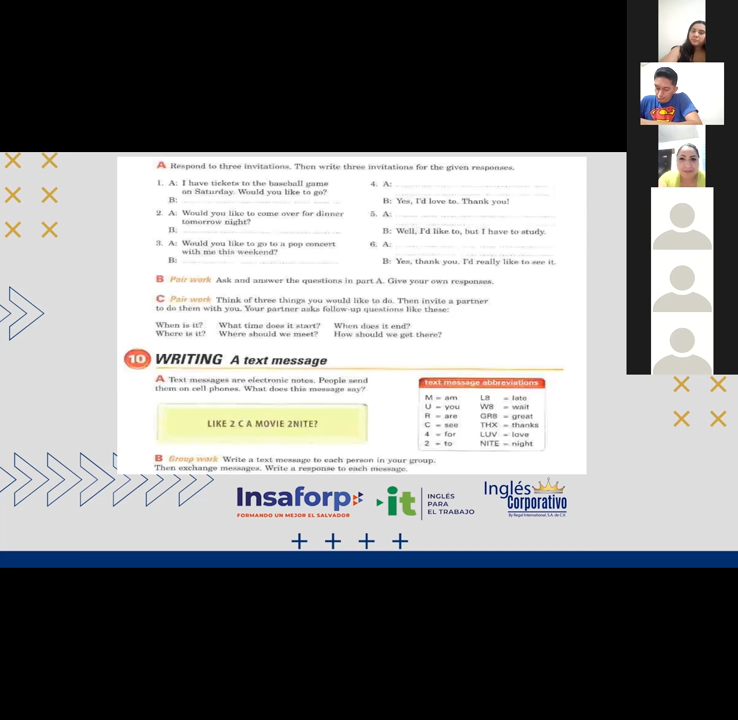 A Respond to three invitations. Then write three invitations for the given responses.
1. A: I have tickets to the baseball game
on Saturday. Would you like to go?
B:
2. A: Would you like to come over for dinner
tomorrow night?
B:
3. A: Would you like to go to a pop concert
with me this weekend?
B:
4. A:
B: Yes, I'd love to. Thank you!
5. A:
B: Well, I'd like to, but I have to study.
6. A:
B: Yes, thank you. I'd really like to see it.
B Pair work Ask and answer the questions in part A. Give your own responses.
C Pair work Think of three things you would like to do. Then invite a partner
to do them with you. Your partner asks follow-up questions like these:
When is it? What time does it start? When does it end?
Where is it? Where should we meet? How should we get there?
10 WRITING A text message
A Text messages are electronic notes. People send
them on cell phones. What does this message say?
LIKE 2 C A MOVIE 2NITE?
text message abbreviations
M = am L8 = late
U = you W8 = wait
R = are GR8 = great
C = see THX = thanks
4 = for LUV = love
2 = to NITE = night
B Group work Write a text message to each person in your group.
Then exchange messages. Write a response to each message.
Insaforp
FORMANDO UN MEJOR EL SALVADOR
it
INGLÉS
PARA
EL TRABAJO
Inglés
Corporativo
By Regal International, S.A. de C.V.